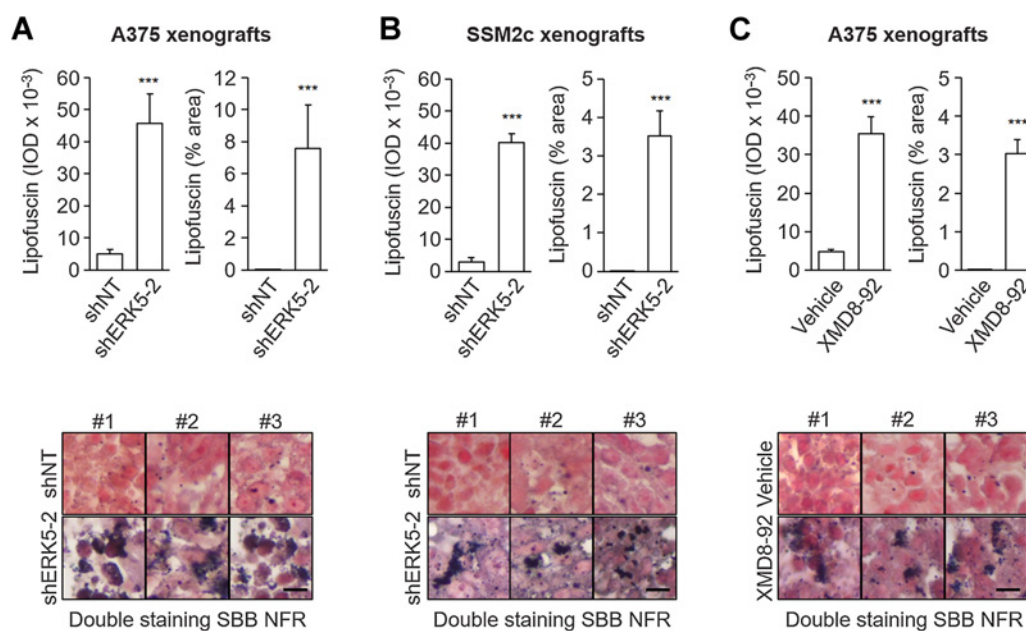 A
A375 xenografts
Lipofuscin (IOD x 10-3)
60
50
40
30
20
10
0
***
shNT
shERK5-2
Lipofuscin (% area)
12
10
8
6
4
2
0
***
shNT
shERK5-2
#1 #2 #3
shNT
shERK5-2
Double staining SBB NFR
B
SSM2c xenografts
Lipofuscin (IOD x 10-3)
60
50
40
30
20
10
0
***
shNT
shERK5-2
Lipofuscin (% area)
5
4
3
2
1
0
***
shNT
shERK5-2
#1 #2 #3
shNT
shERK5-2
Double staining SBB NFR
C
A375 xenografts
Lipofuscin (IOD x 10-3)
50
40
30
20
10
0
***
Vehicle
XMD8-92
Lipofuscin (% area)
5
4
3
2
1
0
***
Vehicle
XMD8-92
#1 #2 #3
Vehicle
XMD8-92
Double staining SBB NFR